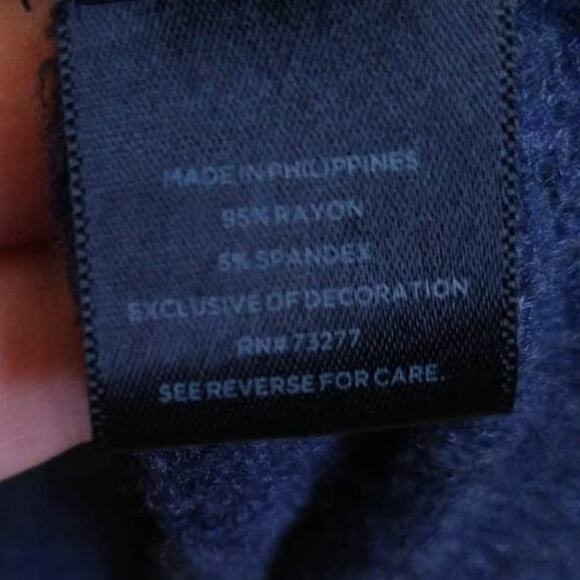 MADE IN PHILIPPINES
95% RAYON
5% SPANDEX
EXCLUSIVE OF DECORATION
RN# 73277
SEE REVERSE FOR CARE.